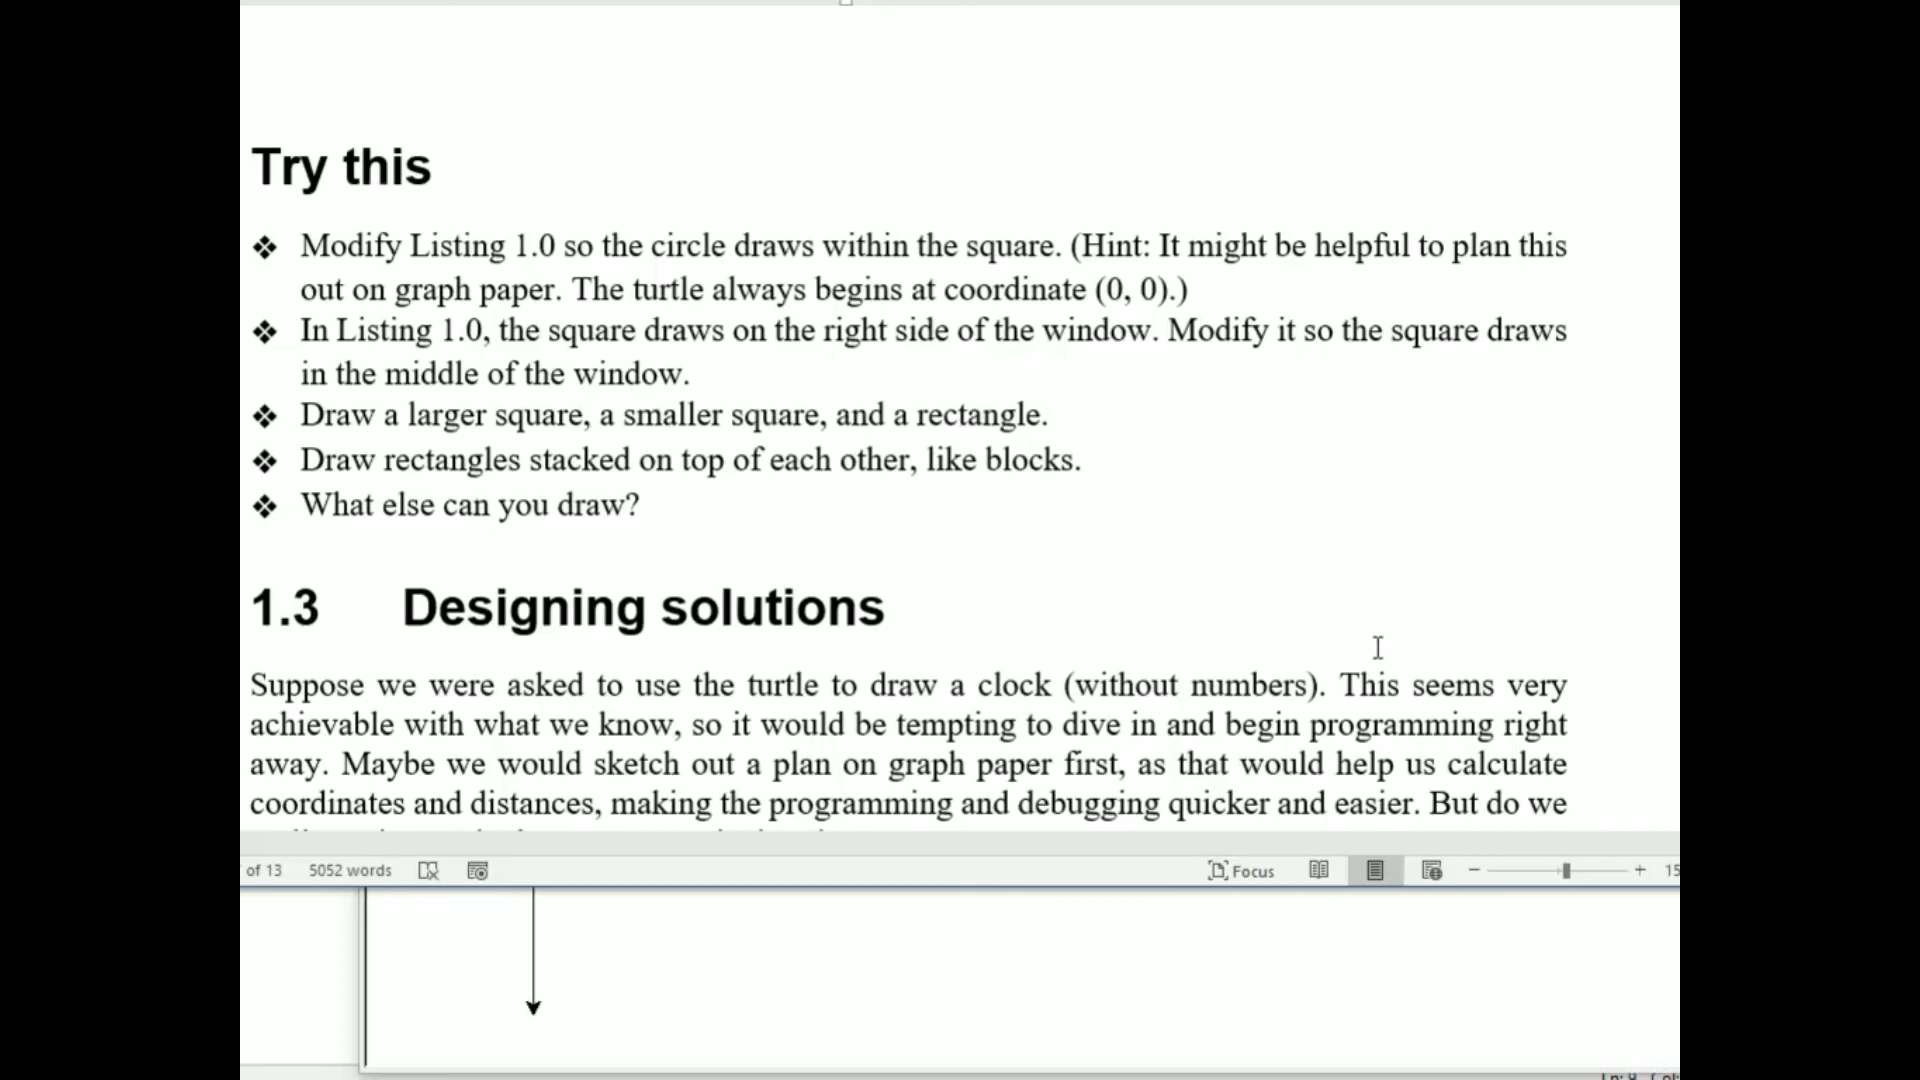 Try this
❖ Modify Listing 1.0 so the circle draws within the square. (Hint: It might be helpful to plan this
out on graph paper. The turtle always begins at coordinate (0, 0).)
❖ In Listing 1.0, the square draws on the right side of the window. Modify it so the square draws
in the middle of the window.
❖ Draw a larger square, a smaller square, and a rectangle.
❖ Draw rectangles stacked on top of each other, like blocks.
❖ What else can you draw?
1.3 Designing solutions
Suppose we were asked to use the turtle to draw a clock (without numbers). This seems very
achievable with what we know, so it would be tempting to dive in and begin programming right
away. Maybe we would sketch out a plan on graph paper first, as that would help us calculate
coordinates and distances, making the programming and debugging quicker and easier. But do we
of 13 5052 words Focus − + 15